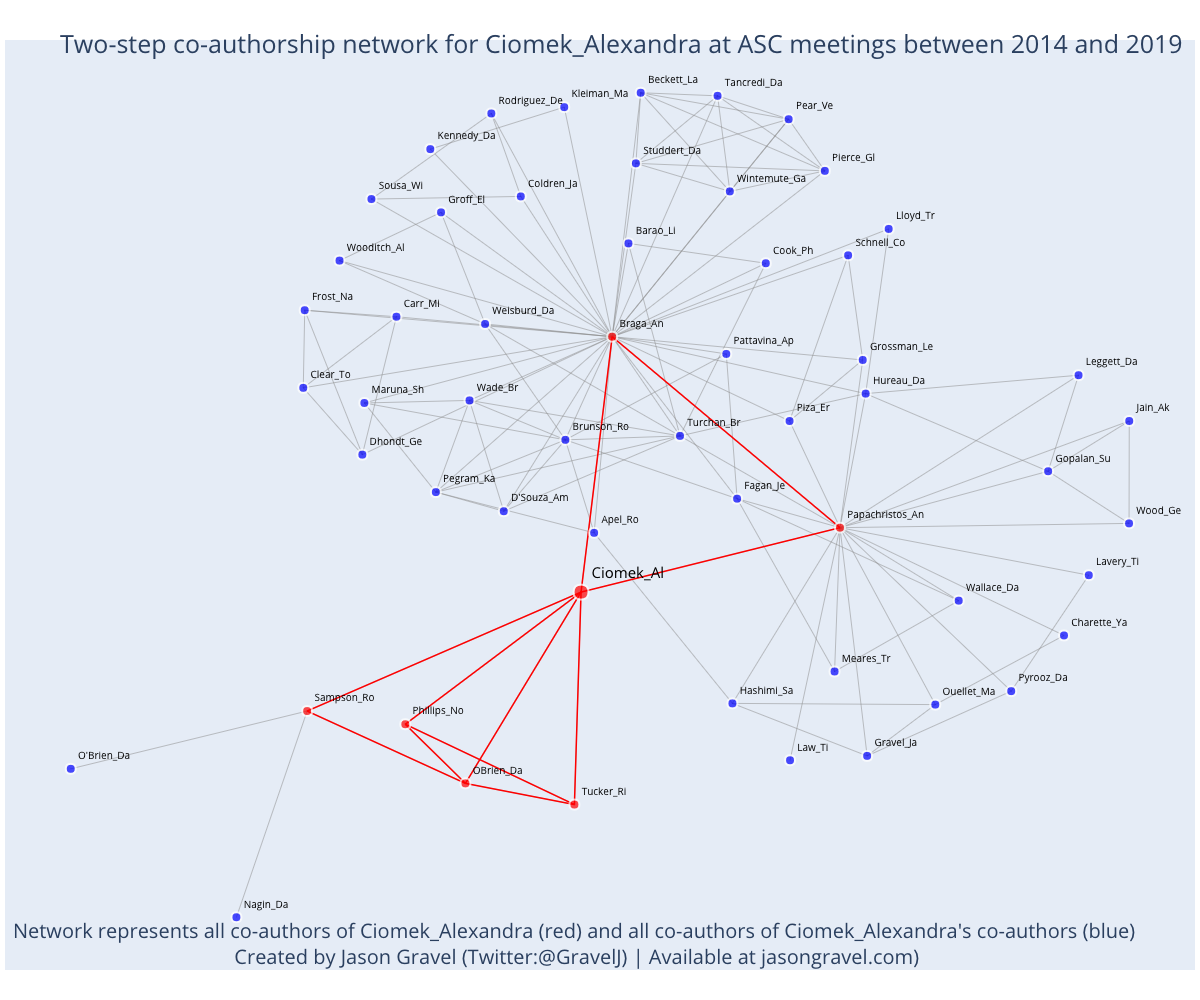 Two-step co-authorship network for Ciomek_Alexandra at ASC meetings between 2014 and 2019
Beckett_La
Tancredi_Da
Kleiman_Ma
Rodriguez_De
Pear_Ve
Kennedy_Da
Studdert_Da
Pierce_Gl
Wintemute_Ga
Coldren_Ja
Sousa_Wi
Groff_El
Lloyd_Tr
Barao_Li
Schnell_Co
Wooditch_Al
Cook_Ph
Frost_Na
Carr_Mi
Weisburd_Da
Braga_An
Pattavina_Ap
Grossman_Le
Leggett_Da
Clear_To
Hureau_Da
Maruna_Sh
Wade_Br
Piza_Er
Jain_Ak
Brunson_Ro
Turchan_Br
Dhondt_Ge
Gopalan_Su
Pegram_Ka
Fagan_Je
D'Souza_Am
Wood_Ge
Papachristos_An
Apel_Ro
Lavery_Ti
Ciomek_Al
Wallace_Da
Charette_Ya
Meares_Tr
Pyrooz_Da
Hashimi_Sa
Ouellet_Ma
Sampson_Ro
Phillips_No
Gravel_Ja
Law_Ti
O'Brien_Da
OBrien_Da
Tucker_Ri
Nagin_Da
Network represents all co-authors of Ciomek_Alexandra (red) and all co-authors of Ciomek_Alexandra's co-authors (blue)
Created by Jason Gravel (Twitter:@GravelJ) | Available at jasongravel.com)